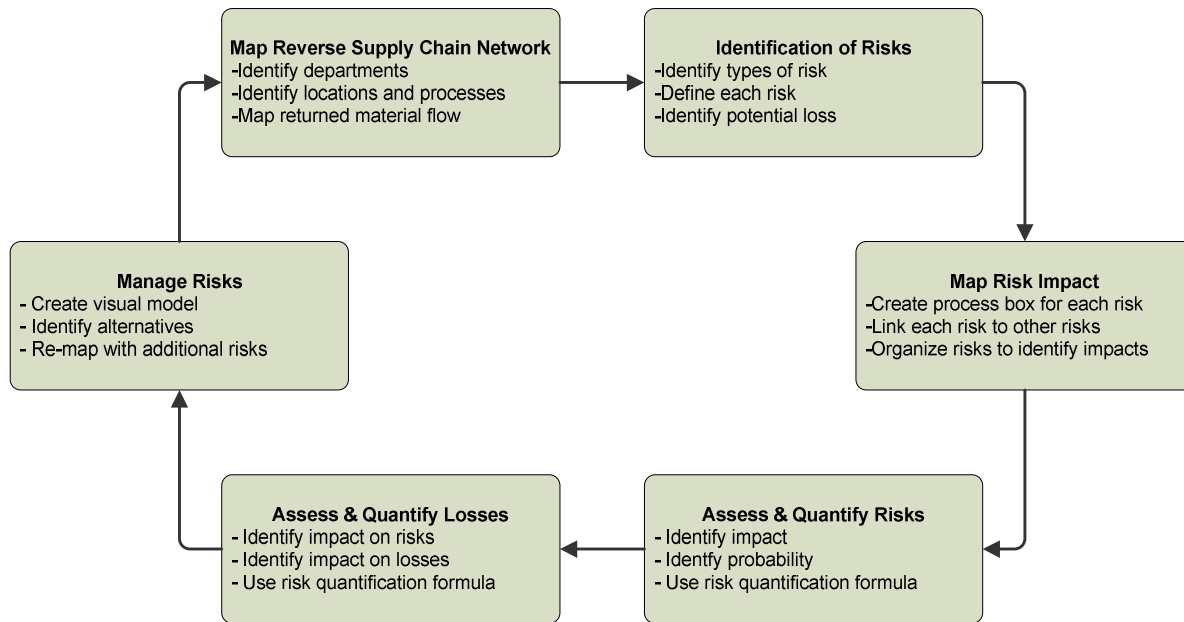 Map Reverse Supply Chain Network
-Identify departments
-Identify locations and processes
-Map returned material flow
Identification of Risks
-Identify types of risk
-Define each risk
-Identify potential loss
Map Risk Impact
-Create process box for each risk
-Link each risk to other risks
-Organize risks to identify impacts
Assess & Quantify Risks
- Identify impact
- Identfy probability
- Use risk quantification formula
Assess & Quantify Losses
- Identify impact on risks
- Identify impact on losses
- Use risk quantification formula
Manage Risks
- Create visual model
- Identify alternatives
- Re-map with additional risks